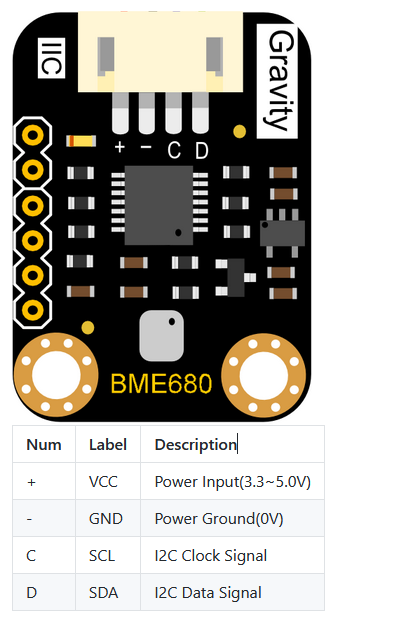 IIC
Gravity
+ - C D
BME680
Num Label Description
+ VCC Power Input(3.3~5.0V)
- GND Power Ground(0V)
C SCL I2C Clock Signal
D SDA I2C Data Signal